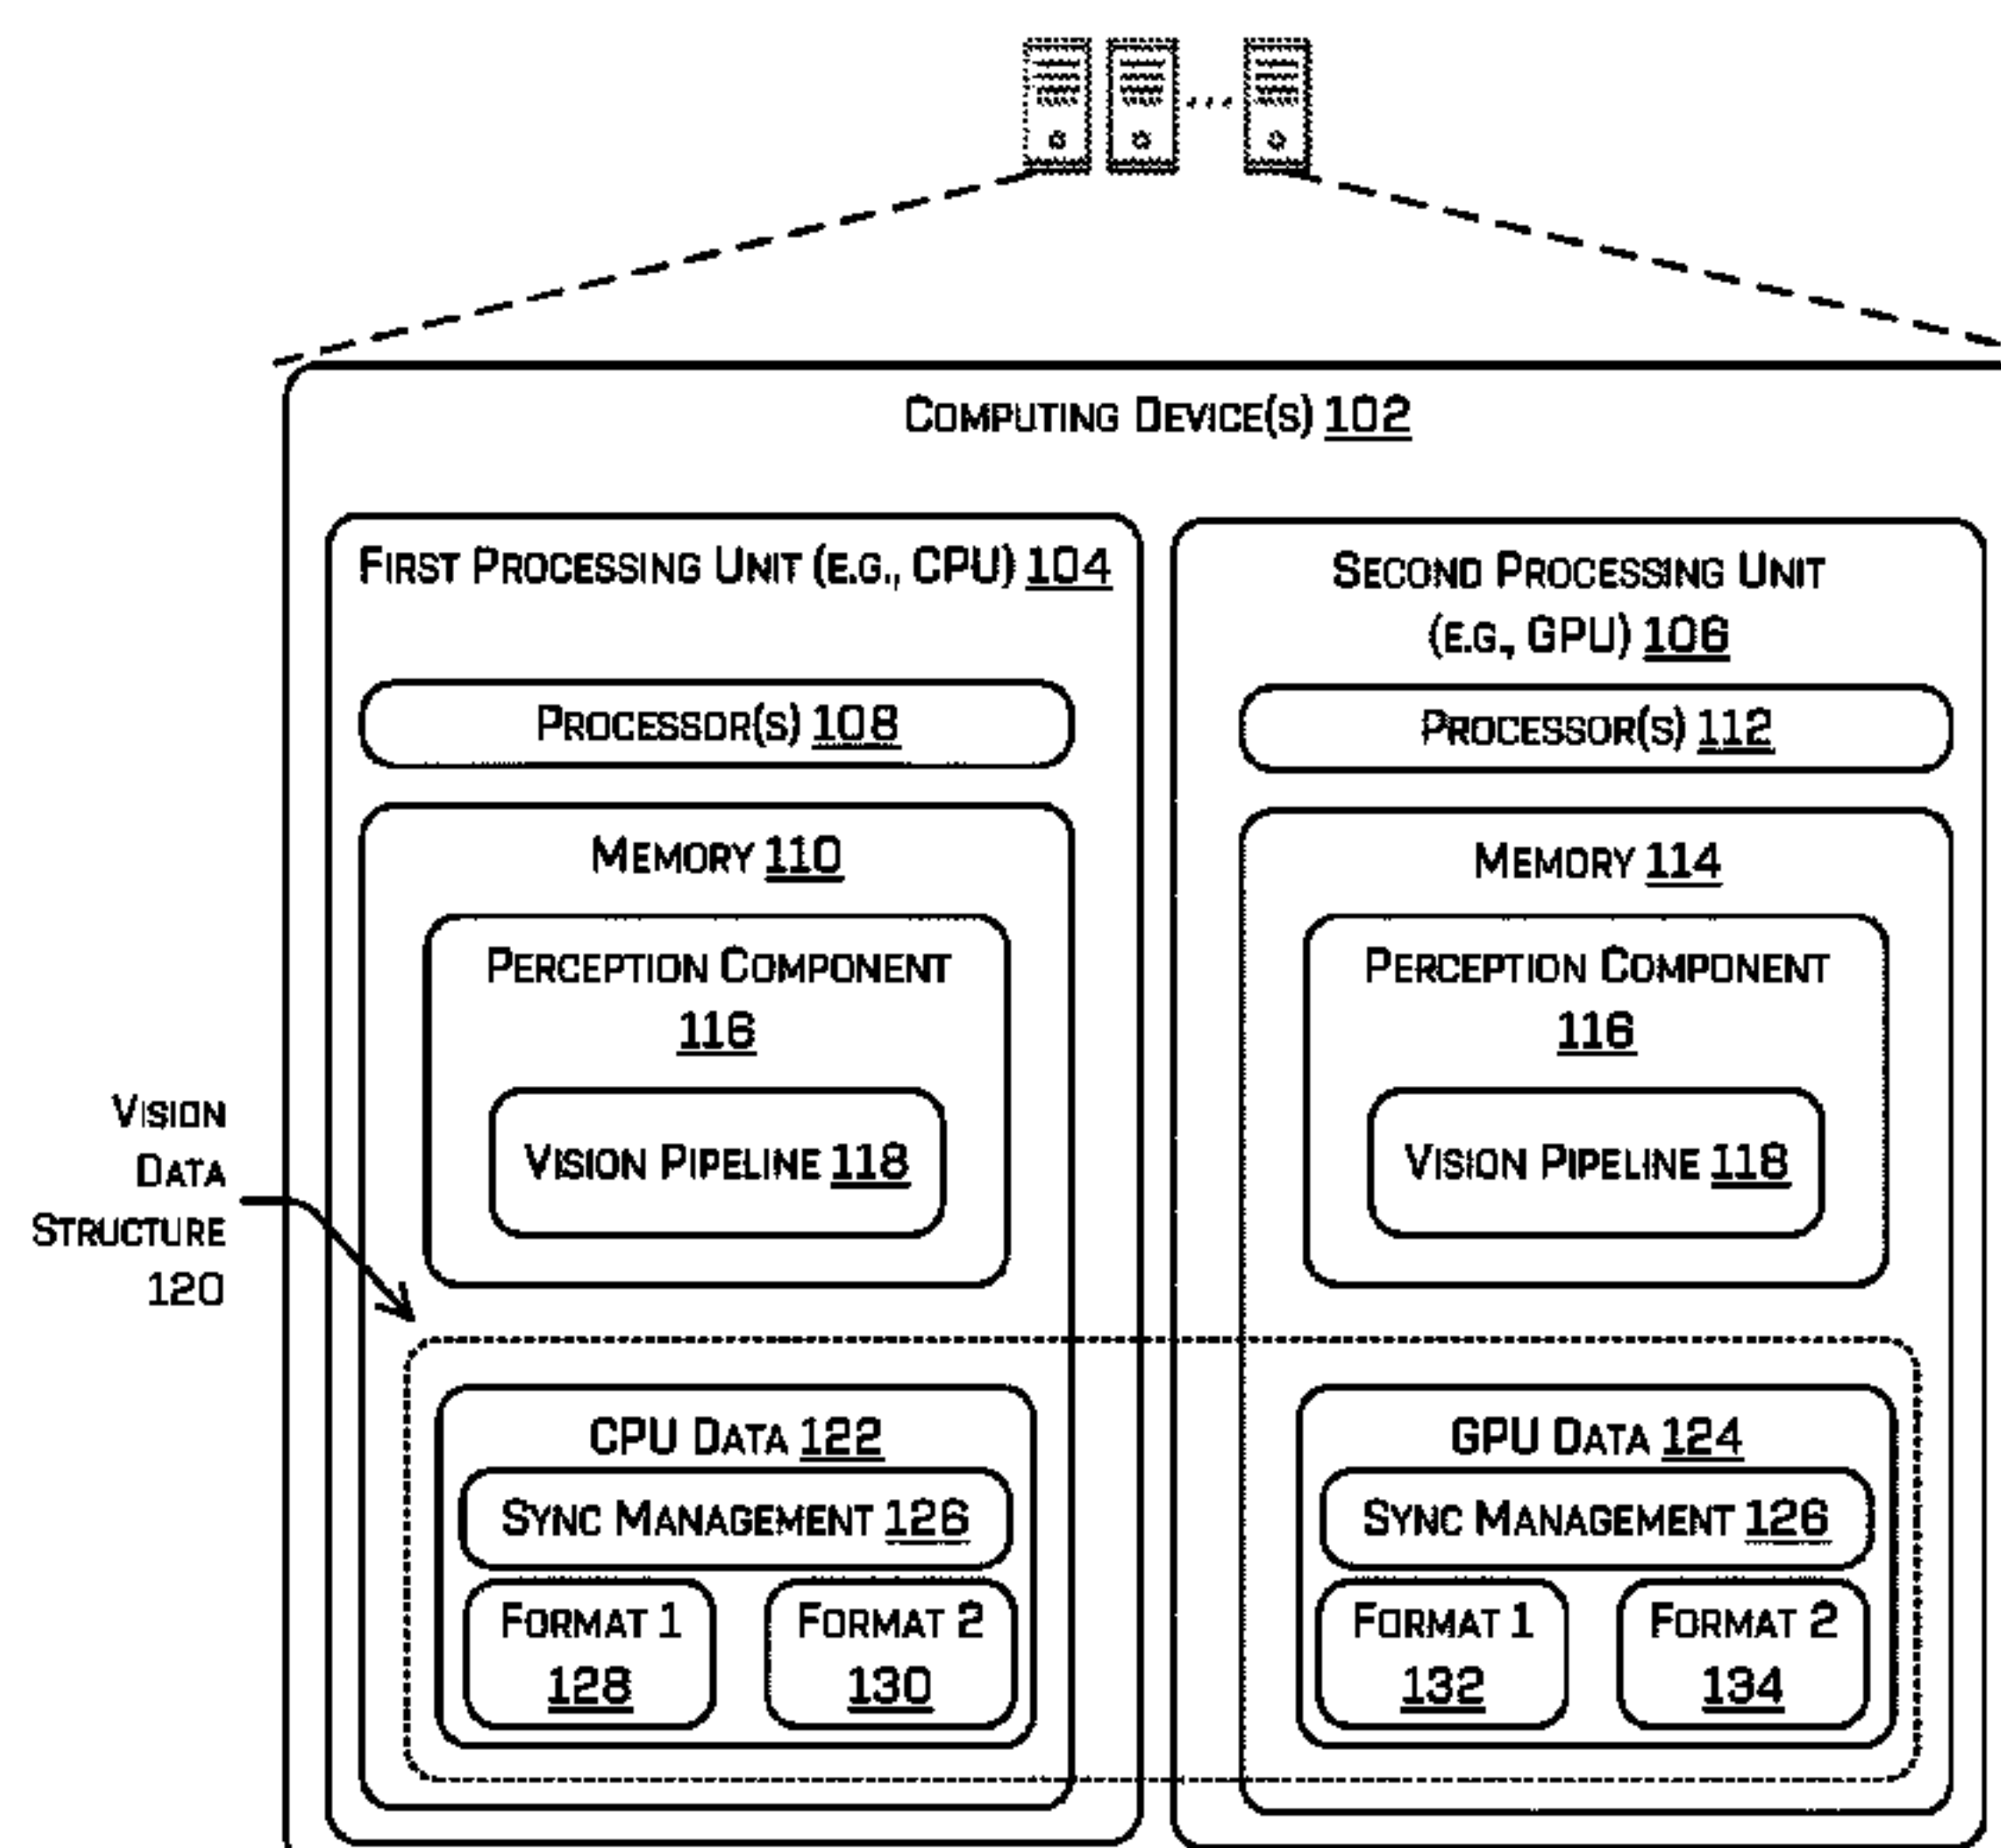 COMPUTING DEVICE(S) 102
FIRST PROCESSING UNIT (E.G., CPU) 104
PROCESSOR(S) 108
MEMORY 110
PERCEPTION COMPONENT
116
VISION PIPELINE 118
SECOND PROCESSING UNIT
(E.G., GPU) 106
PROCESSOR(S) 112
MEMORY 114
PERCEPTION COMPONENT
116
VISION PIPELINE 118
VISION
DATA
STRUCTURE
120
CPU DATA 122
SYNC MANAGEMENT 126
FORMAT 1
128
FORMAT 2
130
GPU DATA 124
SYNC MANAGEMENT 126
FORMAT 1
132
FORMAT 2
134